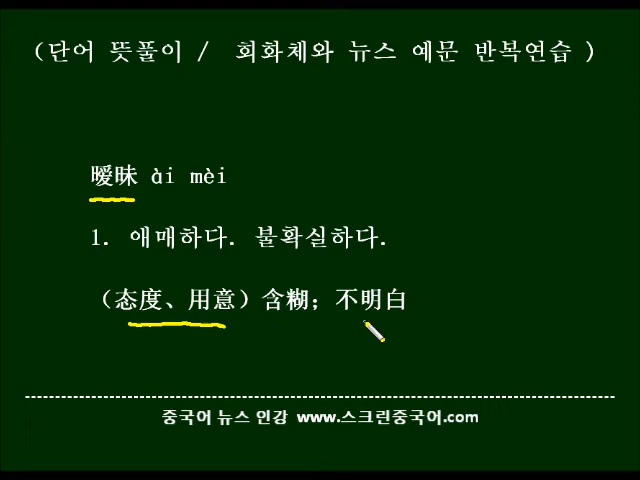 (단어 뜻풀이 / 회화체와 뉴스 예문 반복연습 )
暧昧 ài mèi
1. 애매하다. 불확실하다.
（态度、用意）含糊；不明白
중국어 뉴스 인강 www.스크린중국어.com